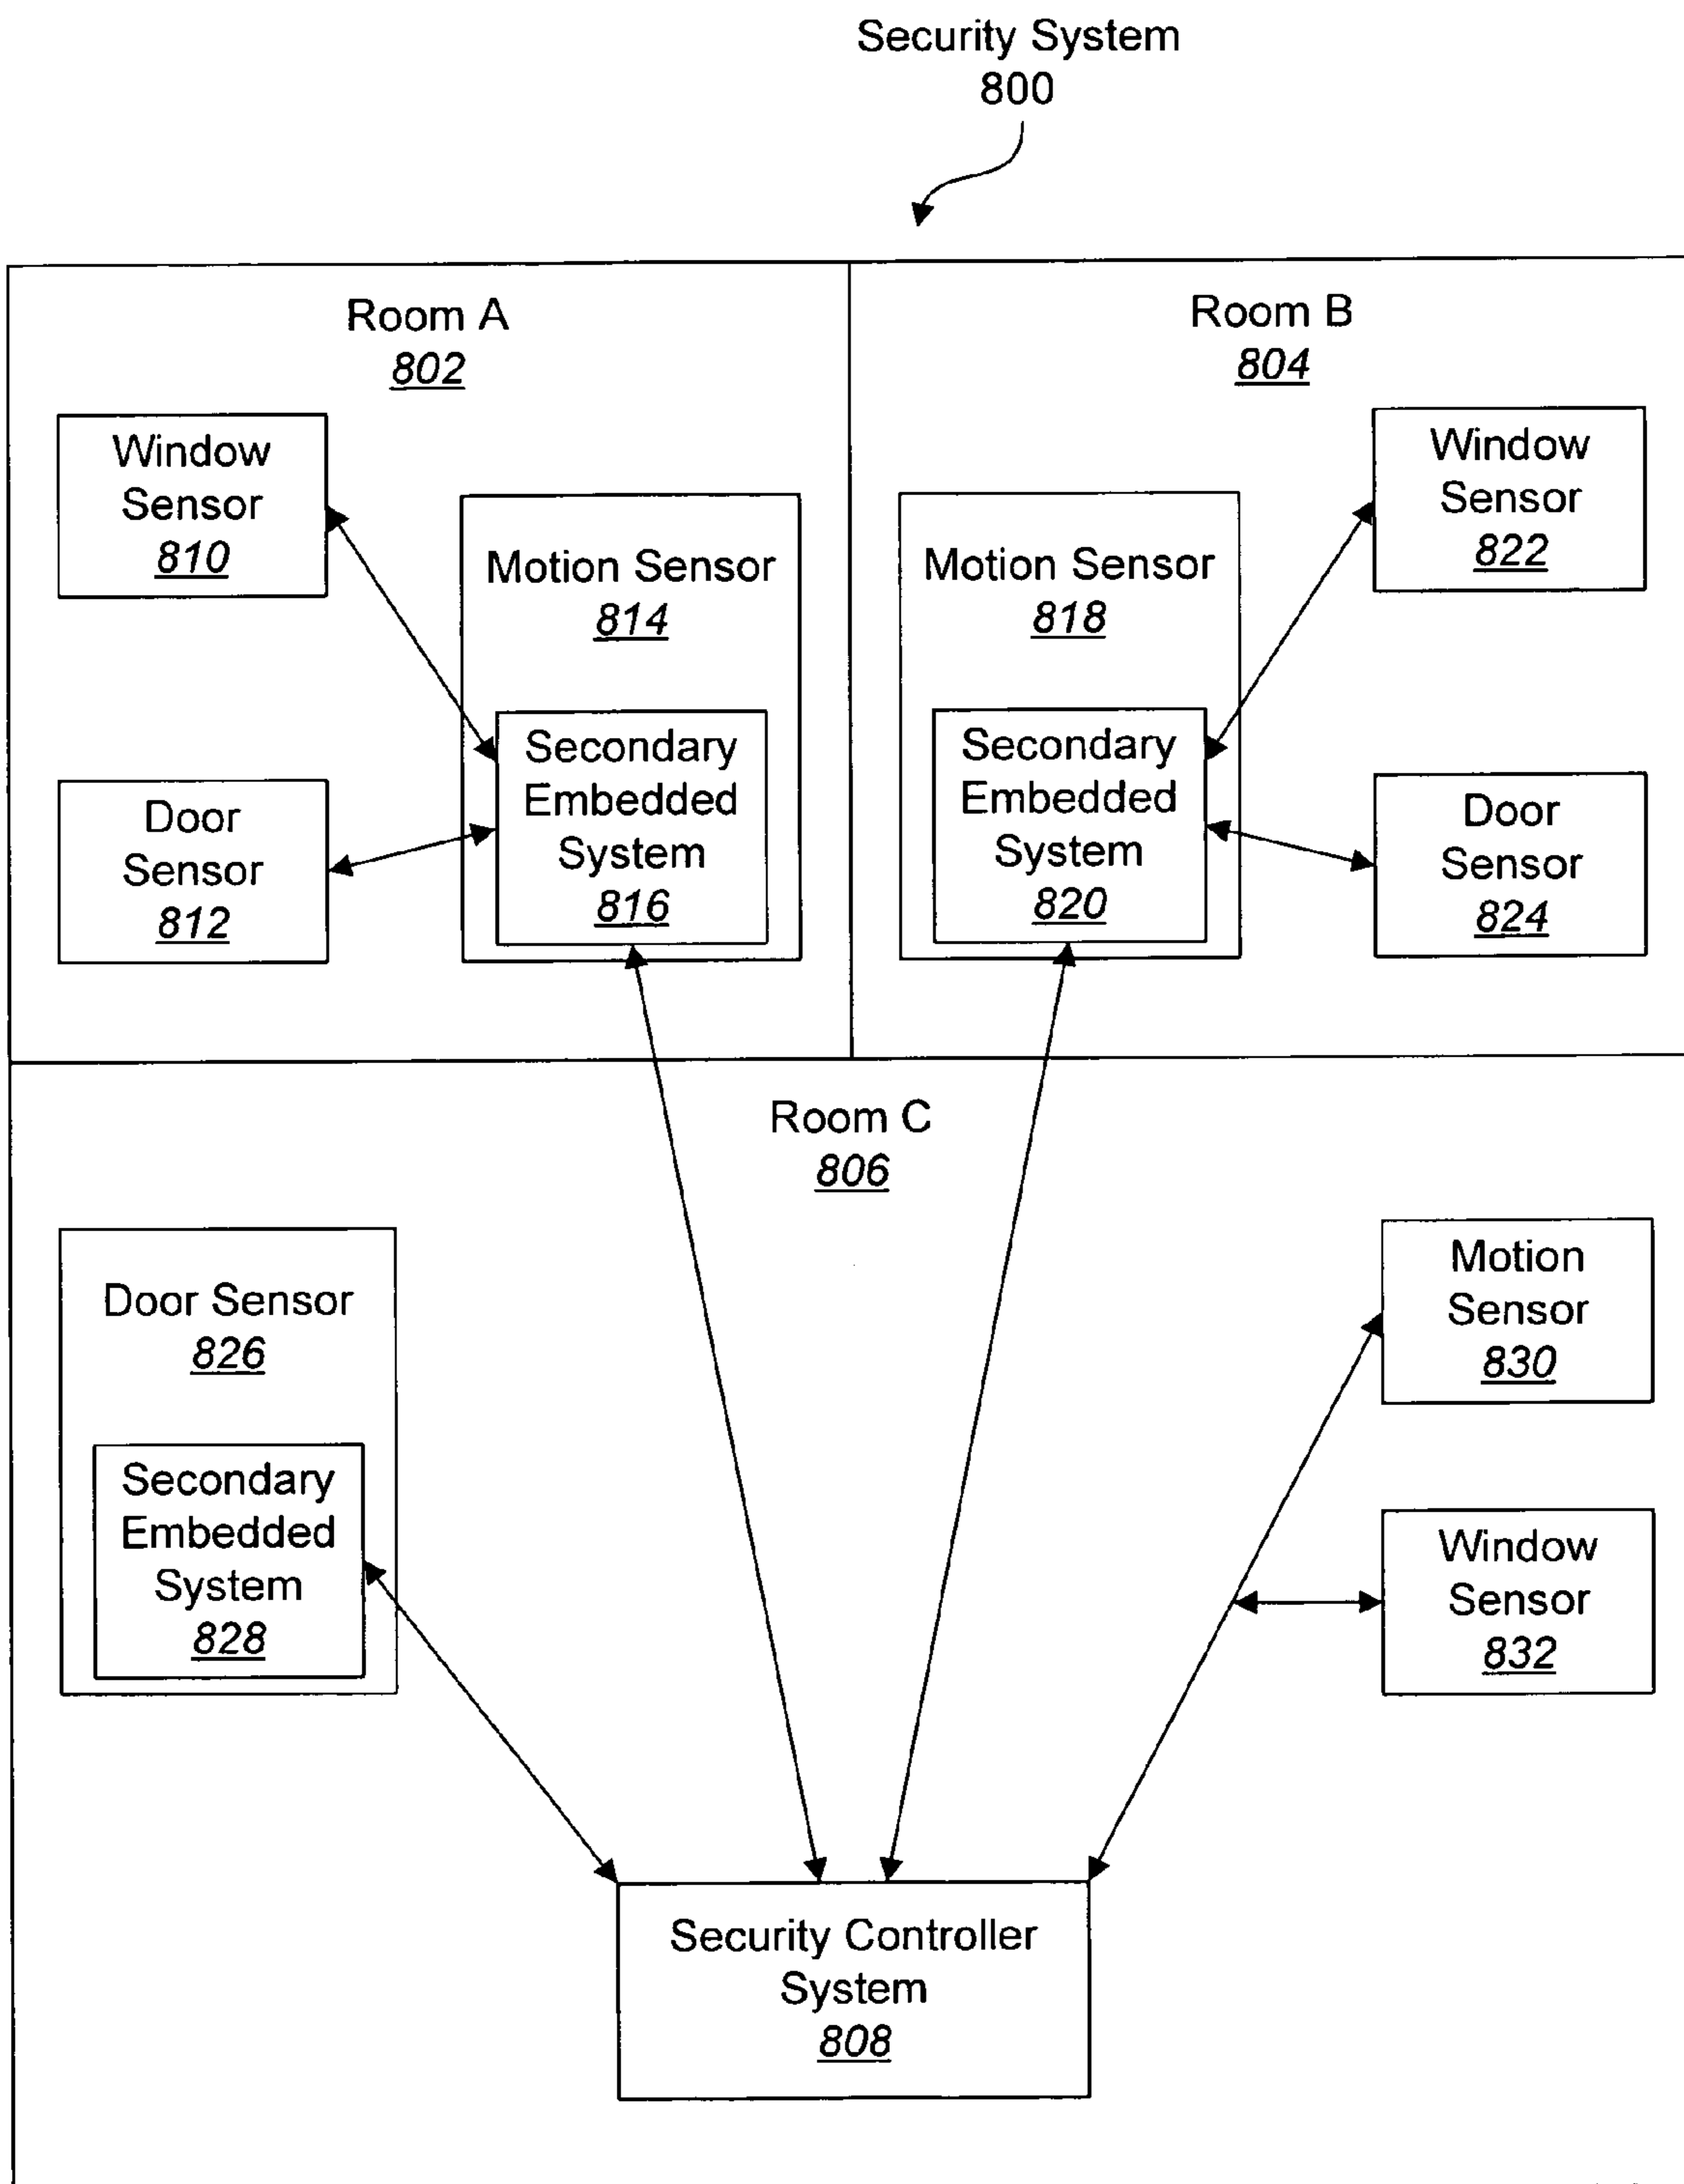 Security System
800
Room A
802
Window
Sensor
810
Door
Sensor
812
Motion Sensor
814
Secondary
Embedded
System
816
Room B
804
Motion Sensor
818
Secondary
Embedded
System
820
Window
Sensor
822
Door
Sensor
824
Room C
806
Door Sensor
826
Secondary
Embedded
System
828
Motion
Sensor
830
Window
Sensor
832
Security Controller
System
808